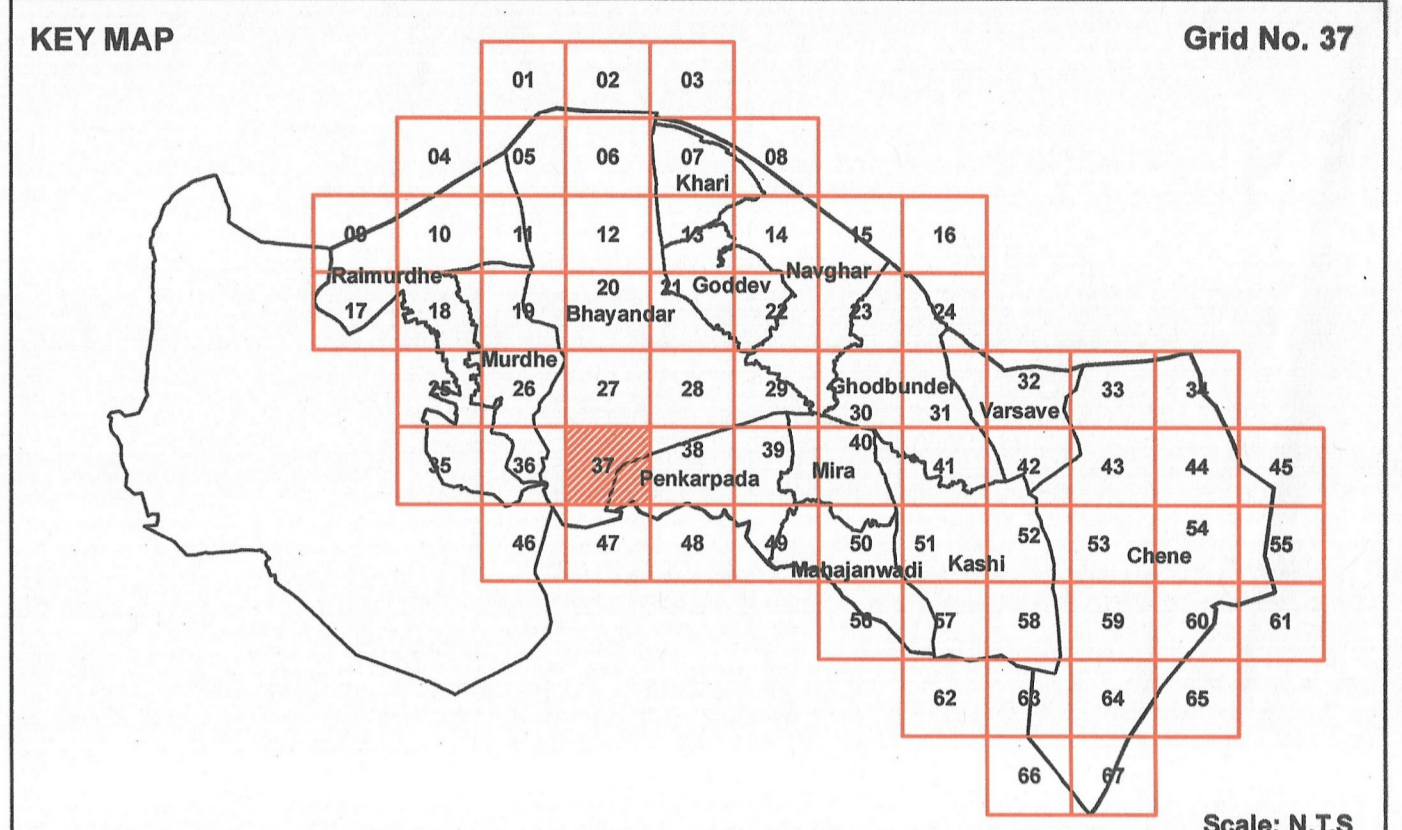 KEY MAP
Grid No. 37
01 02 03
04 05 06 07 08
Khari
09 10 11 12 13 14 15 16
Raimurdhe Navghar
20 21 Goddev
17 18 19 Bhayandar 22 23 24
Murdhe
25 26 27 28 29 Ghodbunder 32 33 34
30 31 Varsave
38 39 40
35 36 37 Penkarpada Mira 41 42 43 44 45
46 47 48 49 50 51 52 53 54 55
Mahajanwadi Kashi Chene
56 57 58 59 60 61
62 63 64 65
66 67
Scale: N.T.S